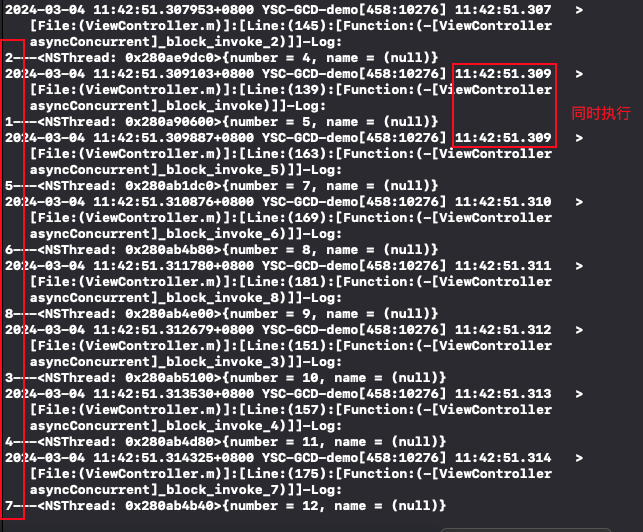 2024-03-04 11:42:51.307953+0800 YSC-GCD-demo[458:10276] 11:42:51.307 >
[File:(ViewController.m)]:[Line:(145):[Function:(-[ViewController
asyncConcurrent]_block_invoke_2)]]-Log:
2---<NSThread: 0x280ae9dc0>{number = 4, name = (null)}
2024-03-04 11:42:51.309103+0800 YSC-GCD-demo[458:10276] 11:42:51.309 >
[File:(ViewController.m)]:[Line:(139):[Function:(-[ViewController
asyncConcurrent]_block_invoke)]]-Log:
1---<NSThread: 0x280a90600>{number = 5, name = (null)}
同时执行
2024-03-04 11:42:51.309887+0800 YSC-GCD-demo[458:10276] 11:42:51.309 >
[File:(ViewController.m)]:[Line:(163):[Function:(-[ViewController
asyncConcurrent]_block_invoke_5)]]-Log:
5---<NSThread: 0x280ab1dc0>{number = 7, name = (null)}
2024-03-04 11:42:51.310876+0800 YSC-GCD-demo[458:10276] 11:42:51.310 >
[File:(ViewController.m)]:[Line:(169):[Function:(-[ViewController
asyncConcurrent]_block_invoke_6)]]-Log:
6---<NSThread: 0x280ab4b80>{number = 8, name = (null)}
2024-03-04 11:42:51.311780+0800 YSC-GCD-demo[458:10276] 11:42:51.311 >
[File:(ViewController.m)]:[Line:(181):[Function:(-[ViewController
asyncConcurrent]_block_invoke_8)]]-Log:
8---<NSThread: 0x280ab4e00>{number = 9, name = (null)}
2024-03-04 11:42:51.312679+0800 YSC-GCD-demo[458:10276] 11:42:51.312 >
[File:(ViewController.m)]:[Line:(151):[Function:(-[ViewController
asyncConcurrent]_block_invoke_3)]]-Log:
3---<NSThread: 0x280ab5100>{number = 10, name = (null)}
2024-03-04 11:42:51.313530+0800 YSC-GCD-demo[458:10276] 11:42:51.313 >
[File:(ViewController.m)]:[Line:(157):[Function:(-[ViewController
asyncConcurrent]_block_invoke_4)]]-Log:
4---<NSThread: 0x280ab4d80>{number = 11, name = (null)}
2024-03-04 11:42:51.314325+0800 YSC-GCD-demo[458:10276] 11:42:51.314 >
[File:(ViewController.m)]:[Line:(175):[Function:(-[ViewController
asyncConcurrent]_block_invoke_7)]]-Log:
7---<NSThread: 0x280ab4b40>{number = 12, name = (null)}